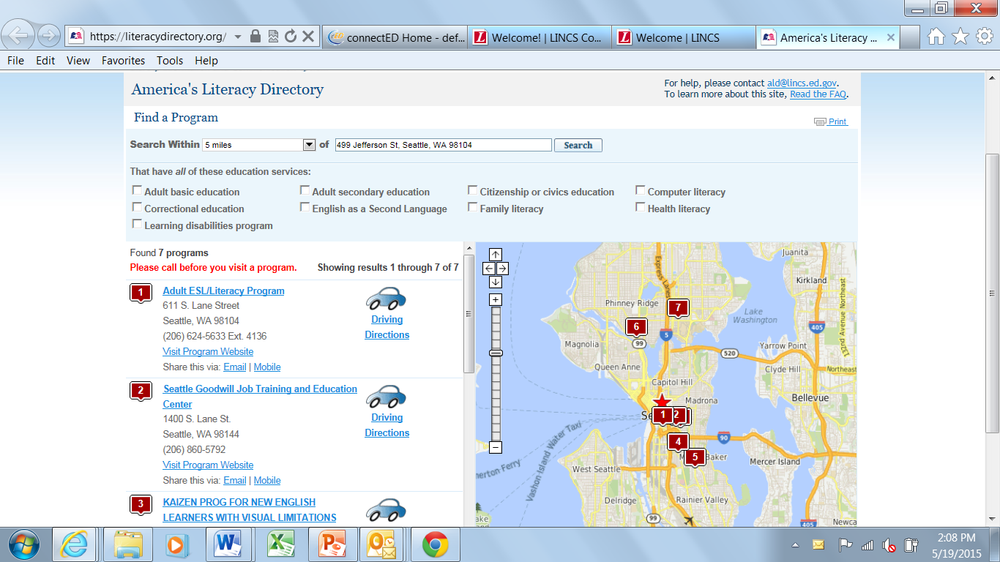 https://literacydirectory.org/
connectED Home - def...
Welcome! | LINCS Co...
Welcome | LINCS
America's Literacy ...
File Edit View Favorites Tools Help
America's Literacy Directory
For help, please contact ald@lincs.ed.gov.
To learn more about this site, Read the FAQ.
Find a Program
Print
Search Within 5 miles of 499 Jefferson St, Seattle, WA 98104 Search
That have all of these education services:
Adult basic education Adult secondary education Citizenship or civics education Computer literacy
Correctional education English as a Second Language Family literacy Health literacy
Learning disabilities program
Found 7 programs
Please call before you visit a program. Showing results 1 through 7 of 7
1 Adult ESL/Literacy Program
611 S. Lane Street
Seattle, WA 98104
(206) 624-5633 Ext. 4136
Visit Program Website
Share this via: Email | Mobile
Driving
Directions
2 Seattle Goodwill Job Training and Education
Center
1400 S. Lane St.
Seattle, WA 98144
(206) 860-5792
Visit Program Website
Share this via: Email | Mobile
Driving
Directions
3 KAIZEN PROG FOR NEW ENGLISH
LEARNERS WITH VISUAL LIMITATIONS
Express Lanes
Juanita
Kirkland
Phinney Ridge
7
6
Lake
Washington
405
132nd Avenue Northeast
99
5
Magnolia
Yarrow Point
520
Queen Anne
Clyde Hill
Northeast
Capitol Hill
Bellevue
Madrona
Se
1
2
4
90
5
Baker
Mercer Island
West Seattle
merton Ferry
Vashon Island Water Taxi
Delridge
Rainier Valley
99
ake
405
Newca
2:08 PM
5/19/2015